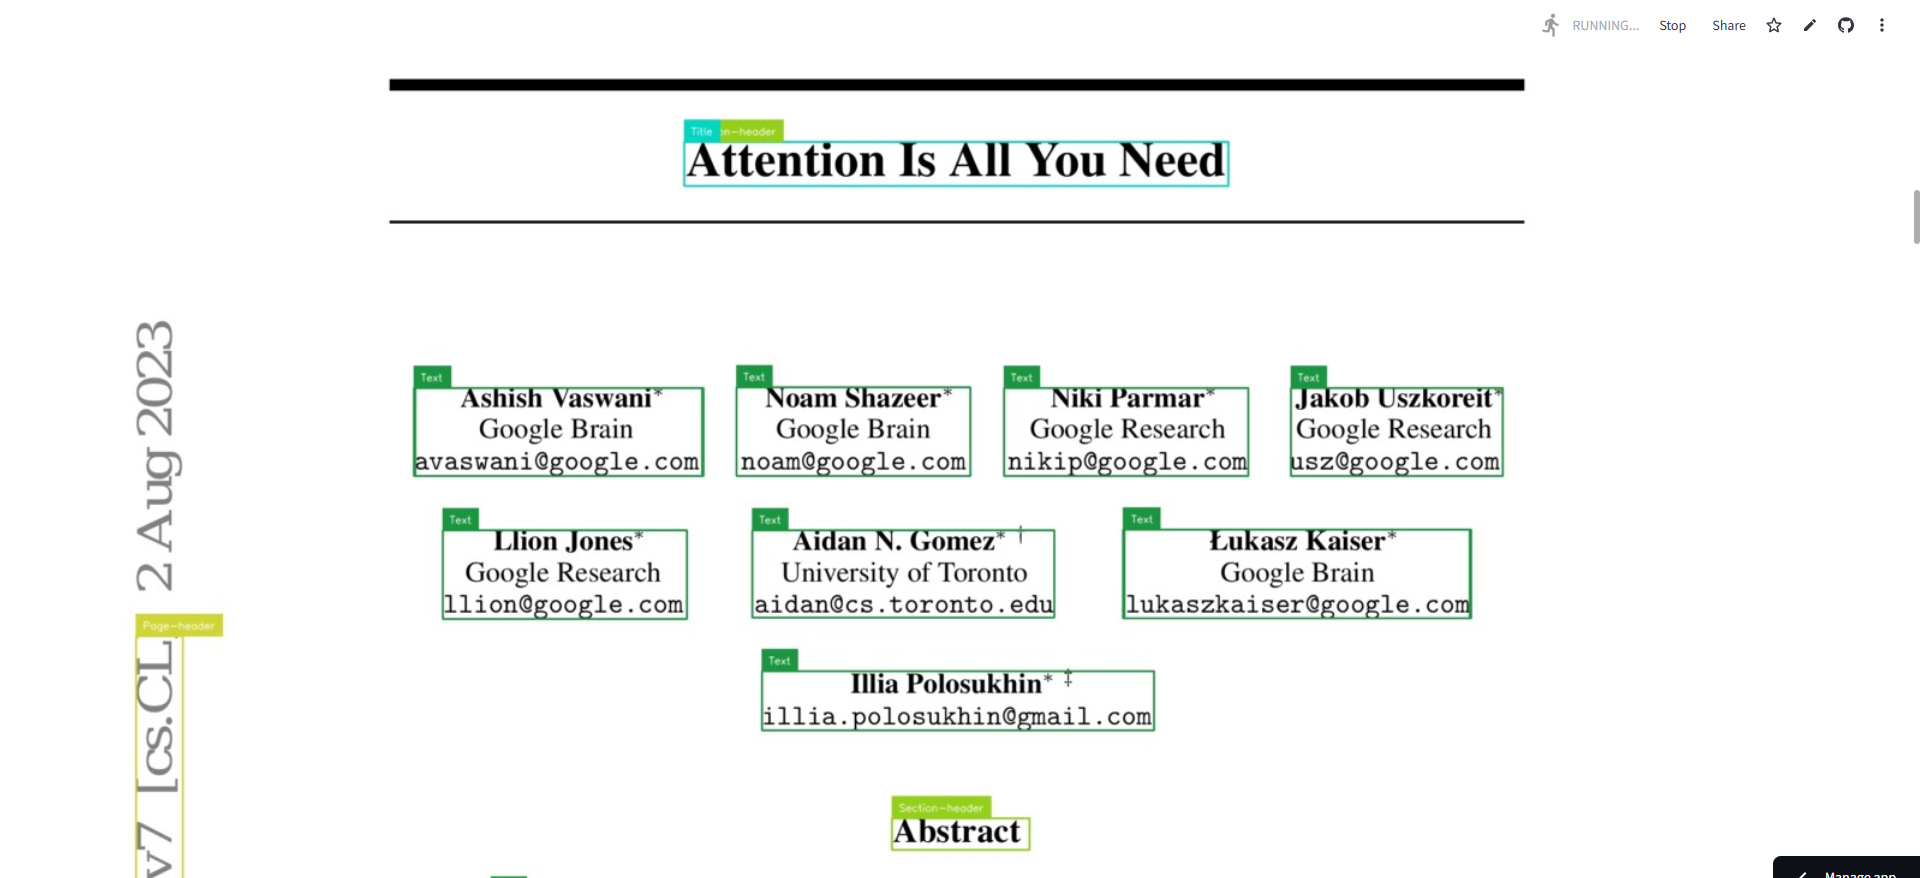 RUNNING...
Stop
Share
Title
n-header
Attention Is All You Need
2 Aug 2023
Page-header
v7 [cs.CL]
Text
Text
Text
Text
Ashish Vaswani*
Google Brain
avaswani@google.com
Noam Shazeer*
Google Brain
noam@google.com
Niki Parmar*
Google Research
nikip@google.com
Jakob Uszkoreit*
Google Research
usz@google.com
Text
Text
Text
Llion Jones*
Google Research
llion@google.com
Aidan N. Gomez* †
University of Toronto
aidan@cs.toronto.edu
Łukasz Kaiser*
Google Brain
lukaszkaiser@google.com
Text
Illia Polosukhin* ‡
illia.polosukhin@gmail.com
Section-header
Abstract
Manage app